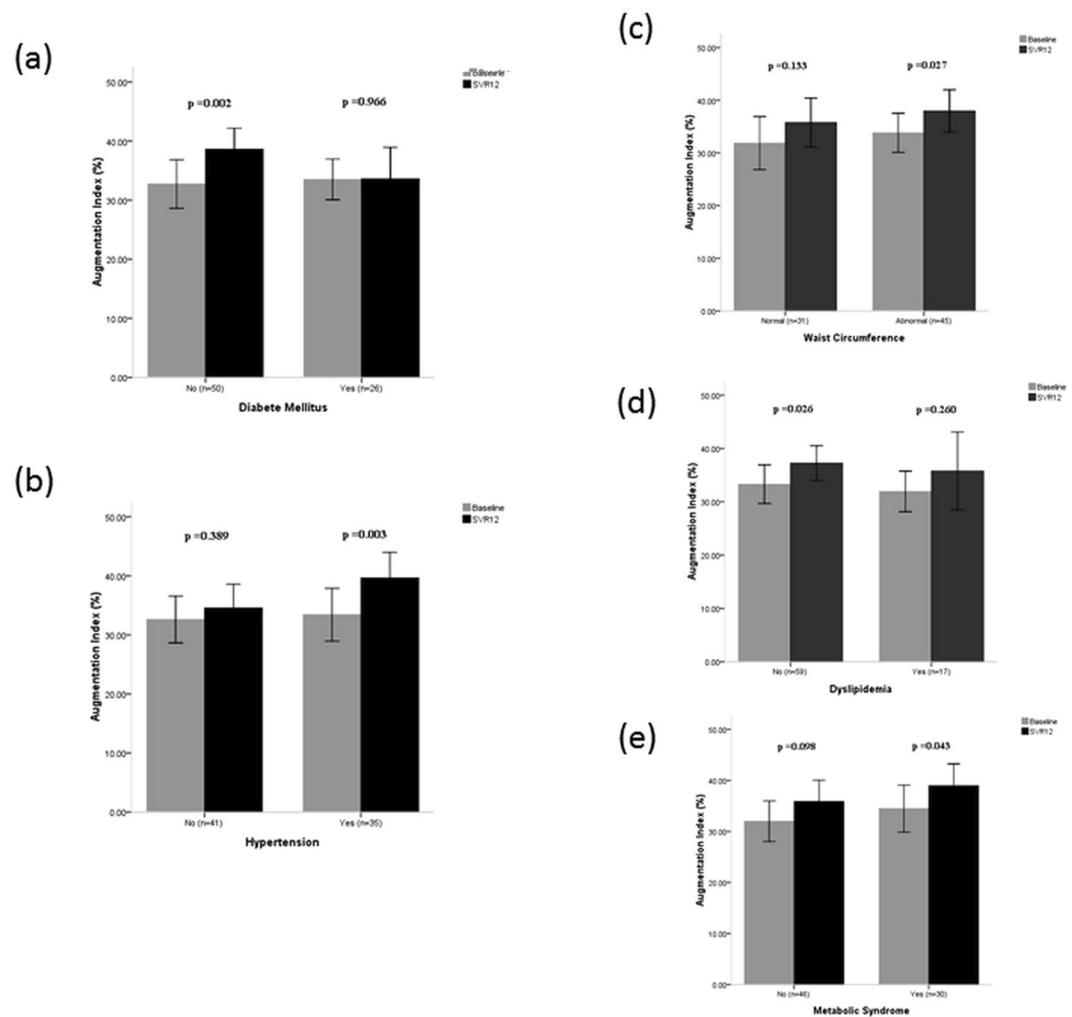 (a)
Baseline
SVR12
p =0.002
p =0.966
50.00
40.00
30.00
20.00
10.00
0.00
Augmentation Index (%)
No (n=50)
Yes (n=26)
Diabete Mellitus
(b)
Baseline
SVR12
p =0.389
p =0.003
50.00
40.00
30.00
20.00
10.00
0.00
Augmentation Index (%)
No (n=41)
Yes (n=35)
Hypertension
(c)
Baseline
SVR12
p =0.133
p =0.027
50.00
40.00
30.00
20.00
10.00
0.00
Augmentation Index (%)
Normal (n=31)
Abnormal (n=45)
Waist Circumference
(d)
Baseline
SVR12
p =0.026
p =0.260
50.00
40.00
30.00
20.00
10.00
0.00
Augmentation Index (%)
No (n=59)
Yes (n=17)
Dyslipidemia
(e)
Baseline
SVR12
p =0.098
p =0.043
50.00
40.00
30.00
20.00
10.00
0.00
Augmentation Index (%)
No (n=46)
Yes (n=30)
Metabolic Syndrome